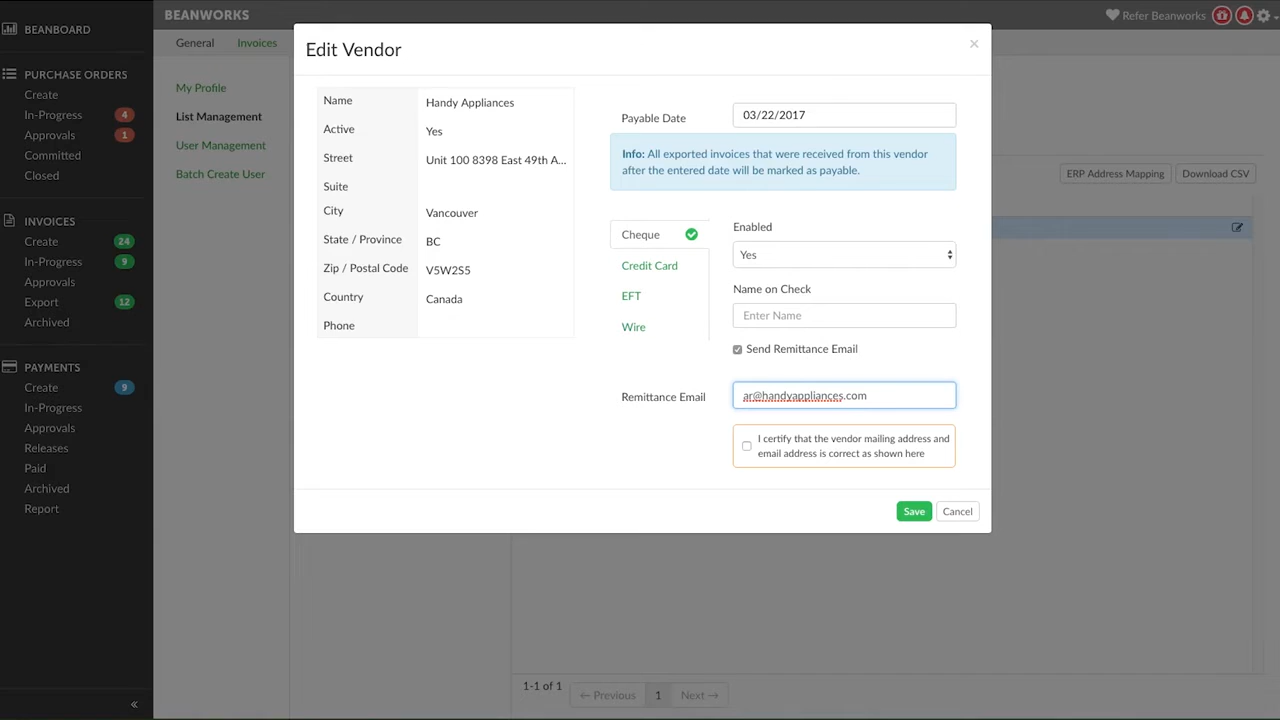 BEANBOARD
PURCHASE ORDERS
Create
In-Progress 4
Approvals 1
Committed
Closed
INVOICES
Create 24
In-Progress 9
Approvals
Export 12
Archived
PAYMENTS
Create 9
In-Progress
Approvals
Releases
Paid
Archived
Report
«
BEANWORKS
Refer Beanworks
General Invoices
My Profile
List Management
User Management
Batch Create User
ERP Address Mapping Download CSV
Edit Vendor ×
Name Handy Appliances
Active Yes
Street Unit 100 8398 East 49th A...
Suite
City Vancouver
State / Province BC
Zip / Postal Code V5W2S5
Country Canada
Phone
Payable Date 03/22/2017
Info: All exported invoices that were received from this vendor
after the entered date will be marked as payable.
Cheque
Credit Card
EFT
Wire
Enabled
Yes
Name on Check
Enter Name
Send Remittance Email
Remittance Email ar@handyappliances.com
I certify that the vendor mailing address and
email address is correct as shown here
Save Cancel
1-1 of 1 ← Previous 1 Next →